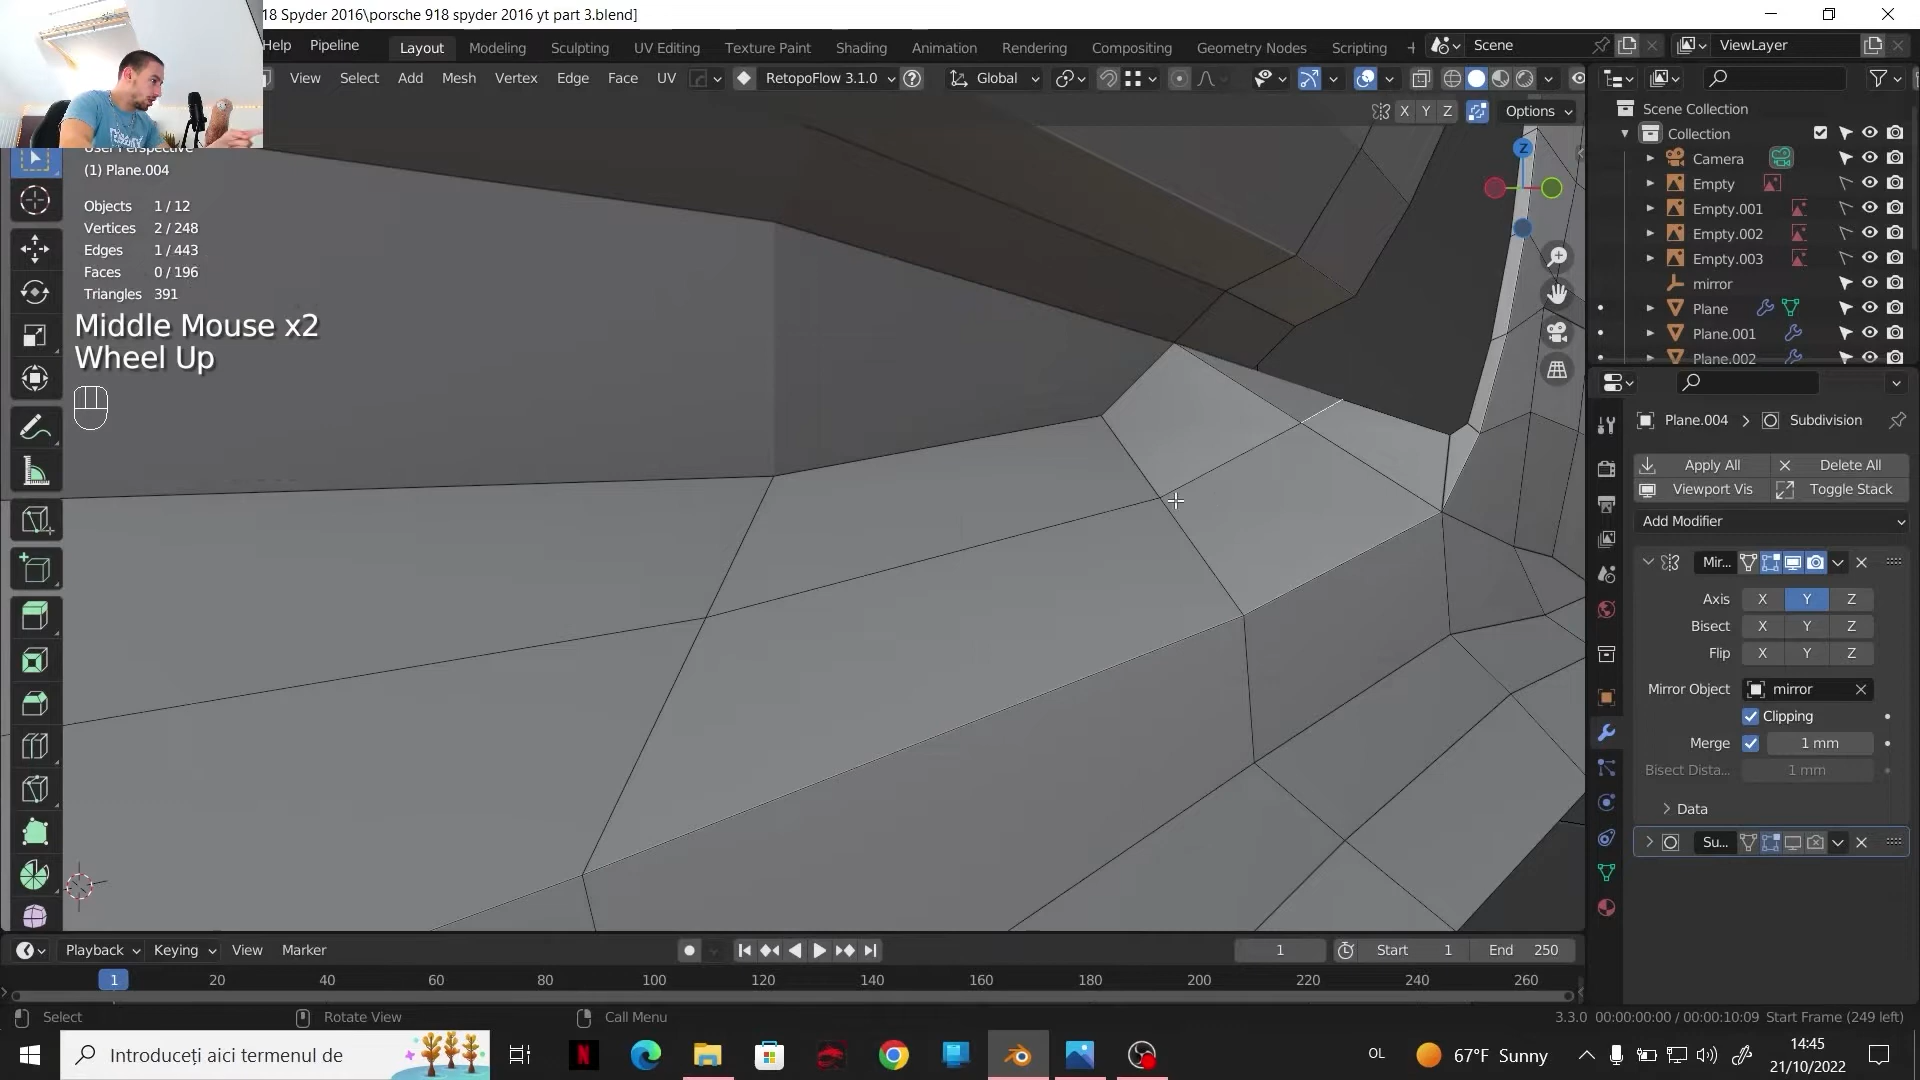 18 Spyder 2016\porsche 918 spyder 2016 yt part 3.blend]
Help Pipeline Layout Modeling Sculpting UV Editing Texture Paint Shading Animation Rendering Compositing Geometry Nodes Scripting + Scene ViewLayer
View Select Add Mesh Vertex Edge Face UV RetopoFlow 3.1.0 Global
X Y Z Options
User Perspective
(1) Plane.004
Objects 1 / 12
Vertices 2 / 248
Edges 1 / 443
Faces 0 / 196
Triangles 391
Middle Mouse x2
Wheel Up
Z
Scene Collection
Collection
Camera
Empty
Empty.001
Empty.002
Empty.003
mirror
Plane
Plane.001
Plane.002
Plane.004 > Subdivision
Apply All Delete All
Viewport Vis Toggle Stack
Add Modifier
Mir...
Axis X Y Z
Bisect X Y Z
Flip X Y Z
Mirror Object mirror
Clipping
Merge 1 mm
Bisect Dista... 1 mm
Data
Su...
Playback Keying View Marker 1 Start 1 End 250
1 20 40 60 80 100 120 140 160 180 200 220 240 260
Select Rotate View Call Menu 3.3.0 00:00:00:00 / 00:00:10:09 Start Frame (249 left)
Introduceți aici termenul de OL 67°F Sunny 14:45
21/10/2022